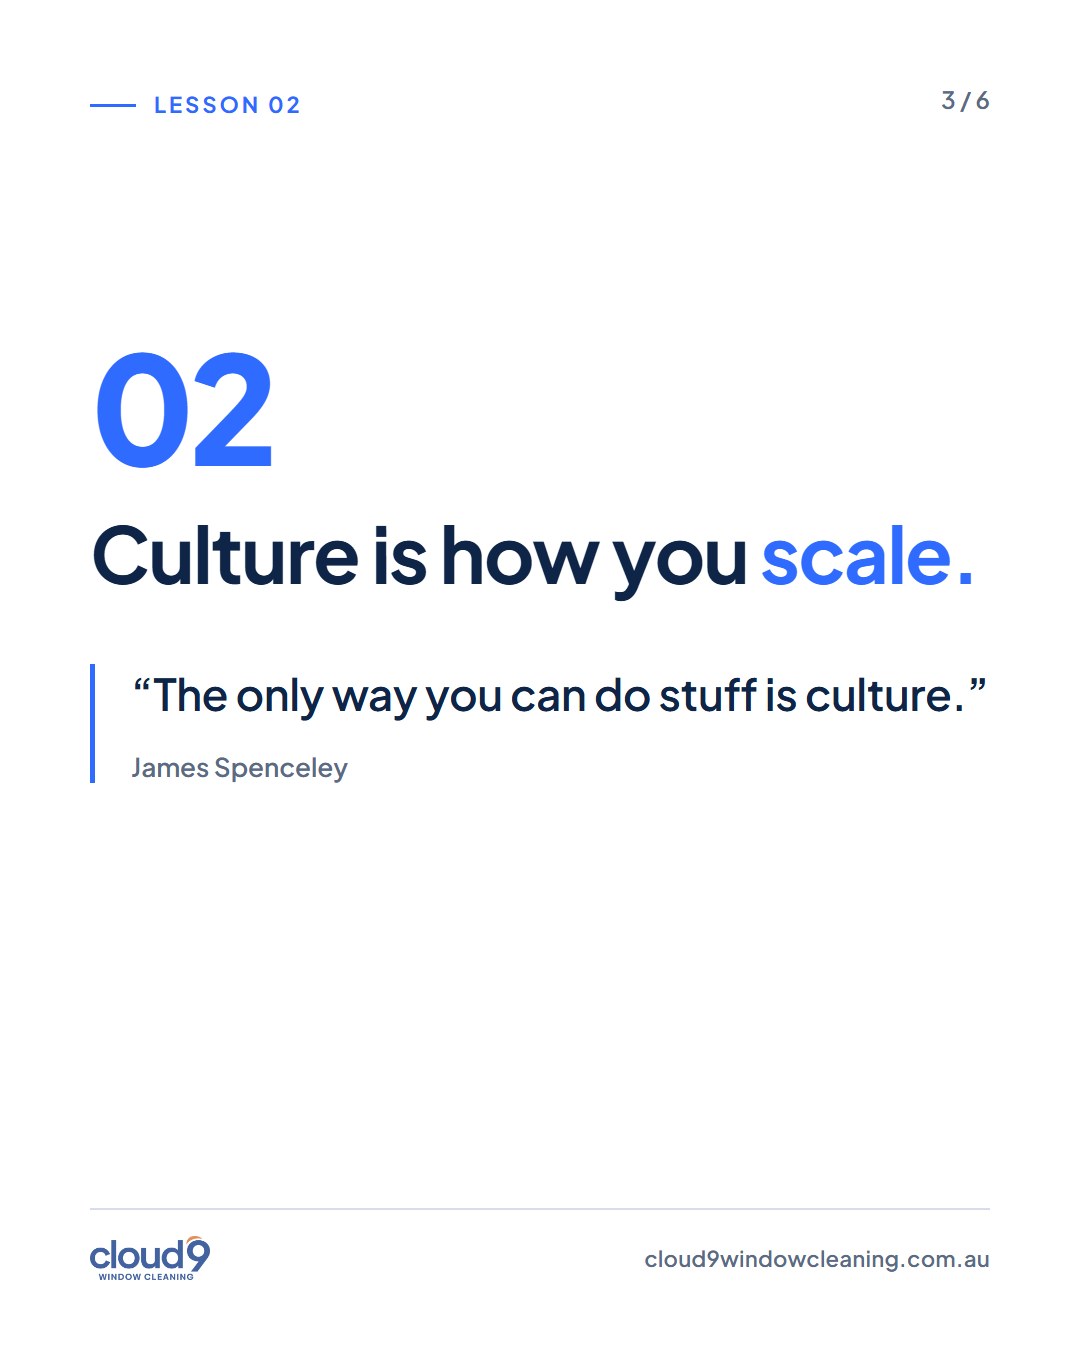 LESSON 02
3 / 6
02
Culture is how you scale.
“The only way you can do stuff is culture.”
James Spenceley
cloud9
WINDOW CLEANING
cloud9windowcleaning.com.au